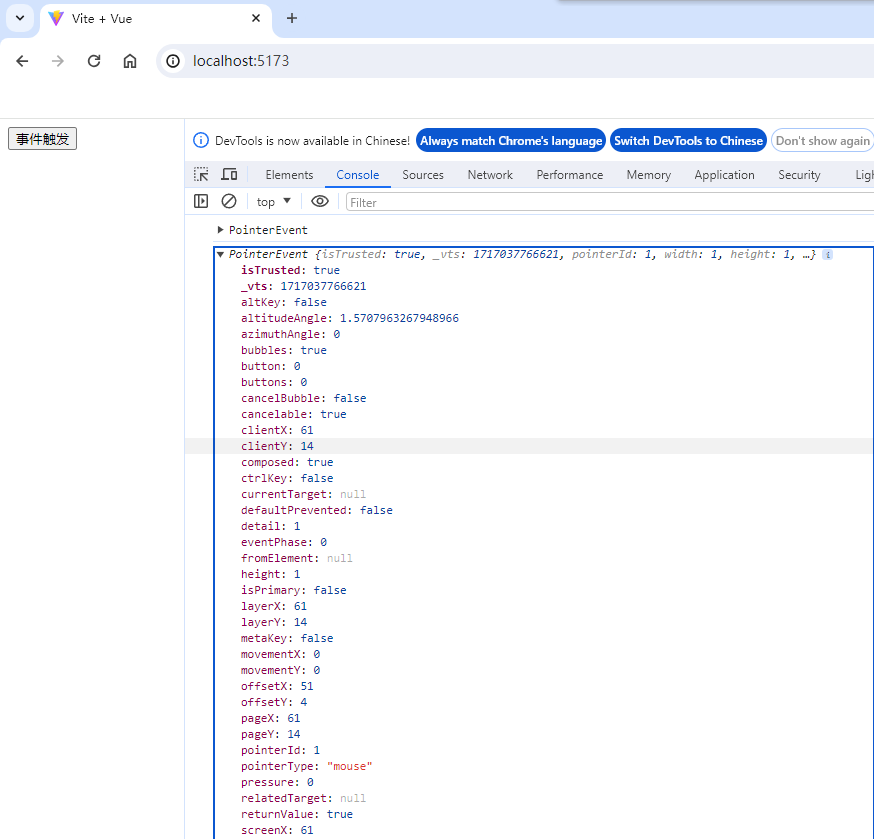 Vite + Vue
localhost:5173
事件触发
DevTools is now available in Chinese! Always match Chrome's language Switch DevTools to Chinese Don't show again
Elements Console Sources Network Performance Memory Application Security Ligh
top Filter
PointerEvent
PointerEvent {isTrusted: true, _vts: 1717037766621, pointerId: 1, width: 1, height: 1, …} i
isTrusted: true
_vts: 1717037766621
altKey: false
altitudeAngle: 1.5707963267948966
azimuthAngle: 0
bubbles: true
button: 0
buttons: 0
cancelBubble: false
cancelable: true
clientX: 61
clientY: 14
composed: true
ctrlKey: false
currentTarget: null
defaultPrevented: false
detail: 1
eventPhase: 0
fromElement: null
height: 1
isPrimary: false
layerX: 61
layerY: 14
metaKey: false
movementX: 0
movementY: 0
offsetX: 51
offsetY: 4
pageX: 61
pageY: 14
pointerId: 1
pointerType: "mouse"
pressure: 0
relatedTarget: null
returnValue: true
screenX: 61